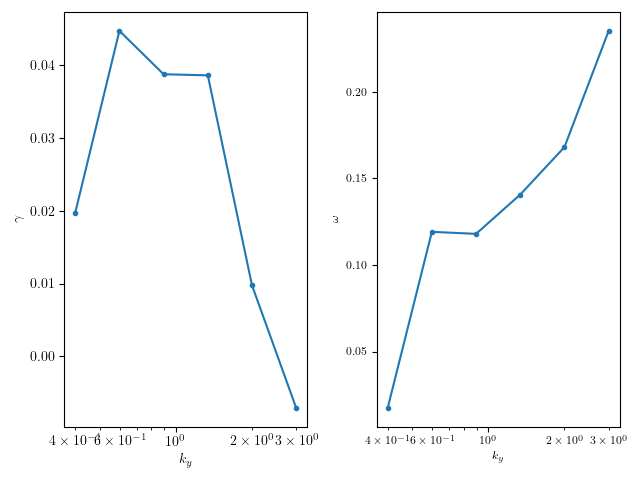 0.04
0.03
0.02
0.01
0.00
γ
4 × 10⁻¹
6 × 10⁻¹
10⁰
2 × 10⁰
3 × 10⁰
k_y
0.20
0.15
0.10
0.05
ω
4 × 10⁻¹
6 × 10⁻¹
10⁰
2 × 10⁰
3 × 10⁰
k_y